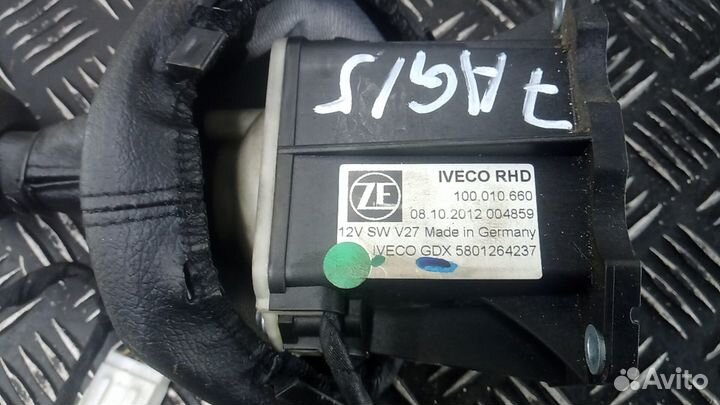 7AG15
IVECO RHD
ZF
100.010.660
08.10.2012 004859
12V SW V27 Made in Germany
IVECO GDX 5801264237
Avito